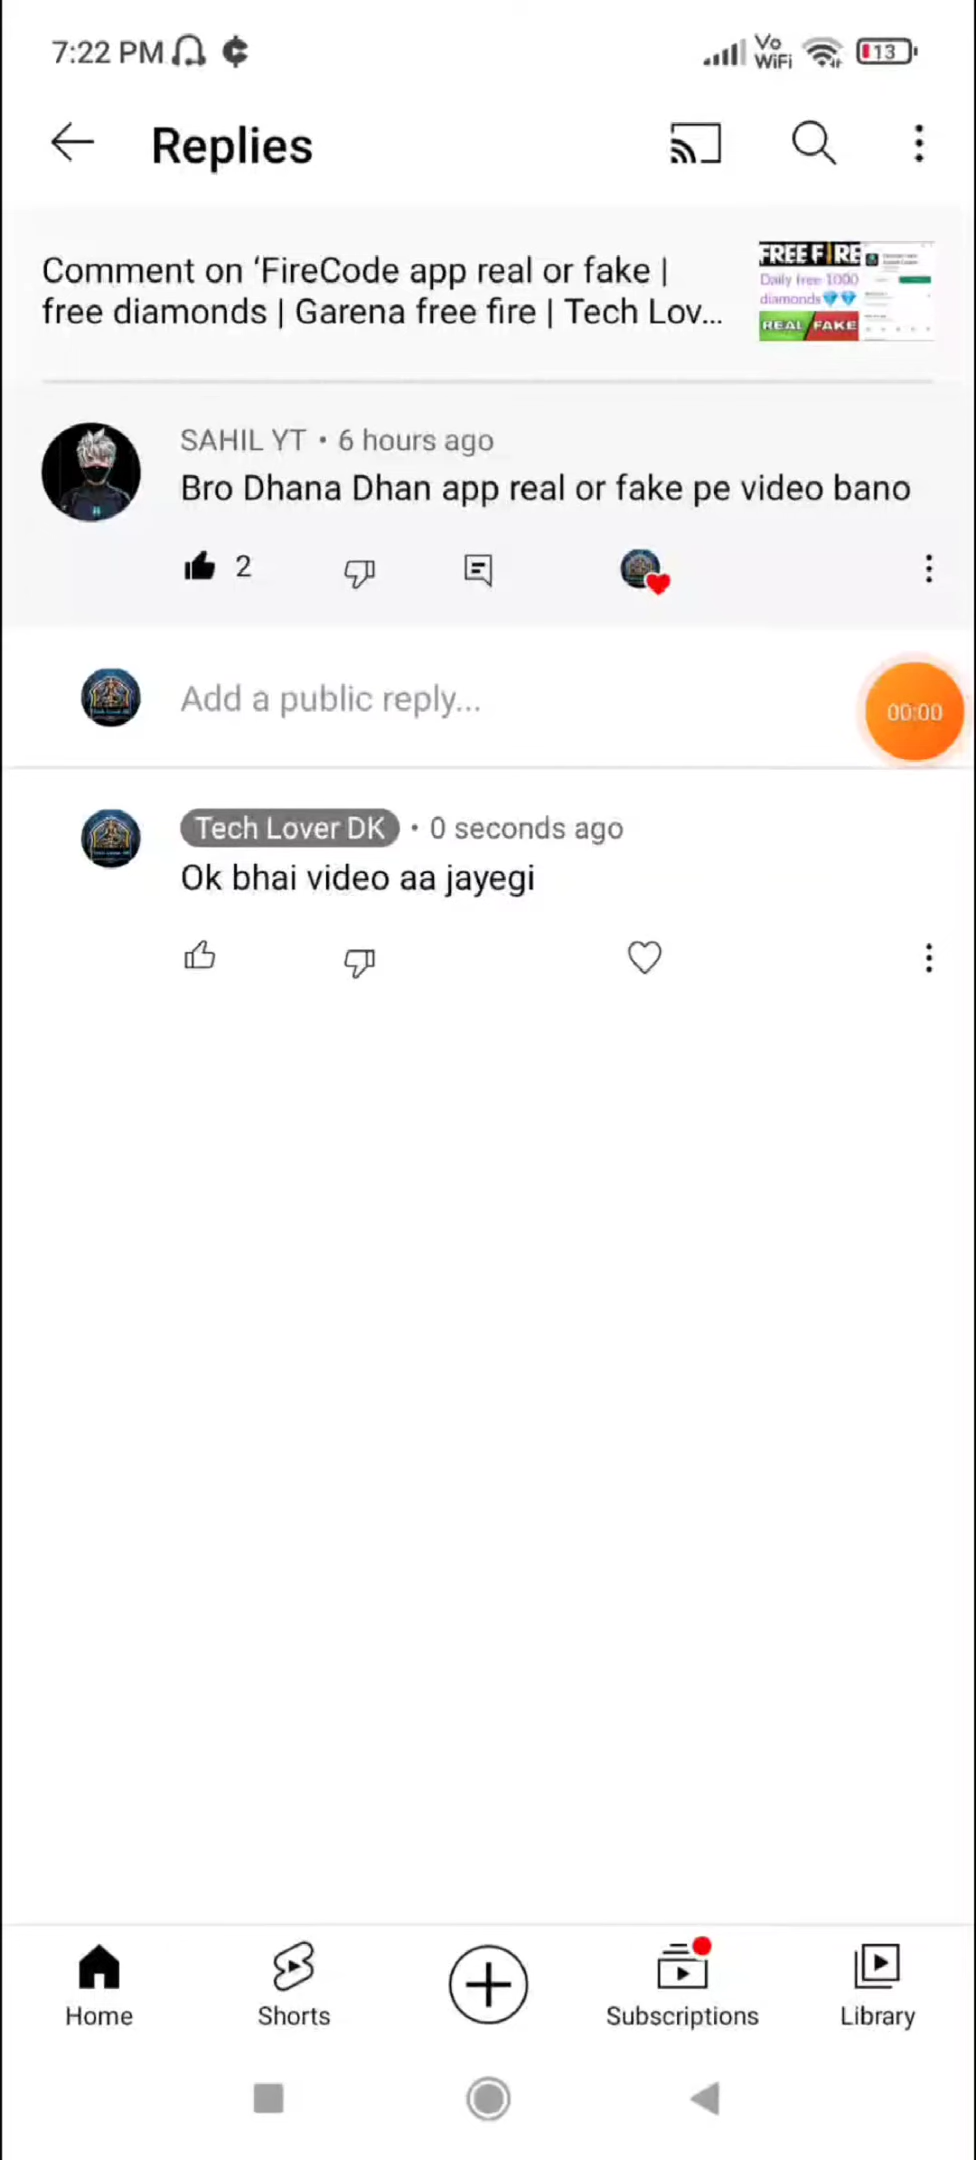 7:22 PM
Vo
WiFi
13
Replies
Comment on ‘FireCode app real or fake |
free diamonds | Garena free fire | Tech Lov...
FREE FIRE
Daily free 1000
diamonds💎💎
REAL FAKE
SAHIL YT • 6 hours ago
Bro Dhana Dhan app real or fake pe video bano
2
Add a public reply...
00:00
Tech Lover DK • 0 seconds ago
Ok bhai video aa jayegi
Home
Shorts
Subscriptions
Library